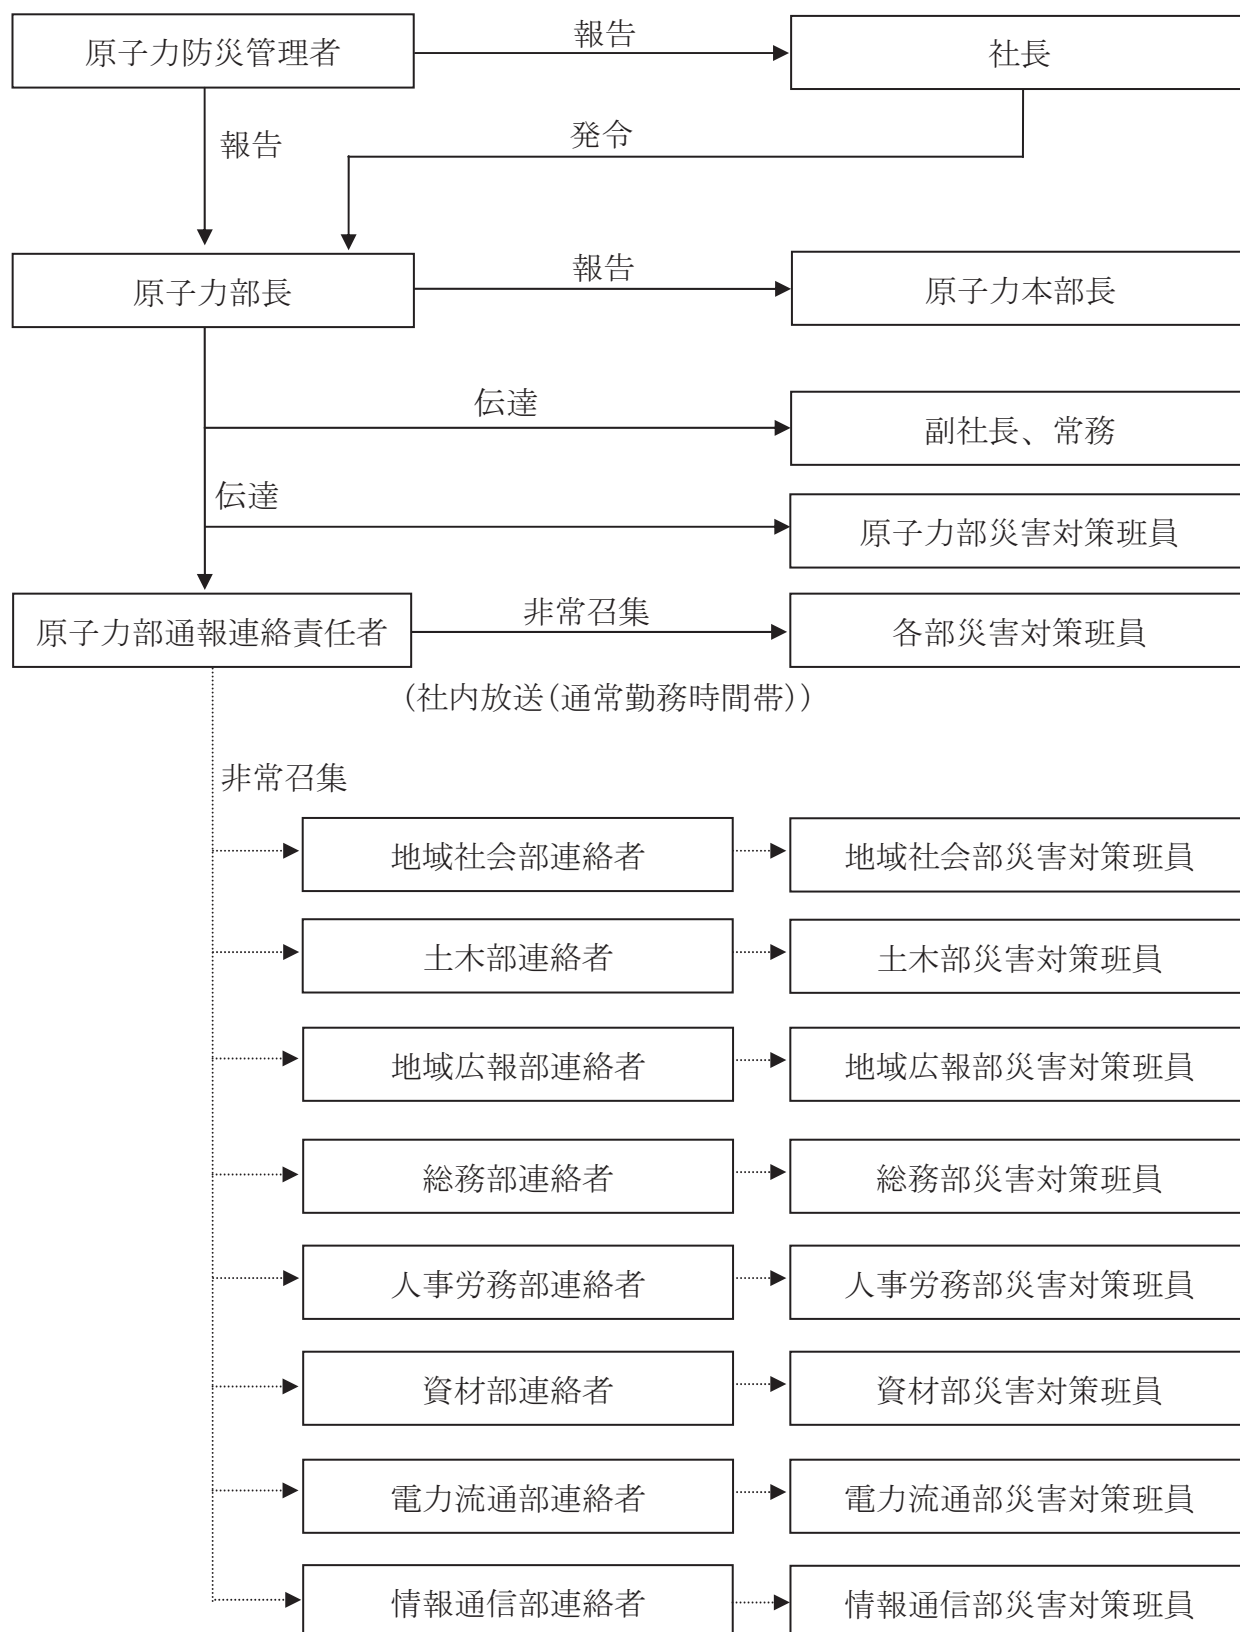 原子力防災管理者
報告
社長
報告
発令
原子力部長
報告
原子力本部長
伝達
副社長、常務
伝達
原子力部災害対策班員
原子力部通報連絡責任者
非常召集
各部災害対策班員
(社内放送(通常勤務時間帯))
非常召集
地域社会部連絡者
地域社会部災害対策班員
土木部連絡者
土木部災害対策班員
地域広報部連絡者
地域広報部災害対策班員
総務部連絡者
総務部災害対策班員
人事労務部連絡者
人事労務部災害対策班員
資材部連絡者
資材部災害対策班員
電力流通部連絡者
電力流通部災害対策班員
情報通信部連絡者
情報通信部災害対策班員